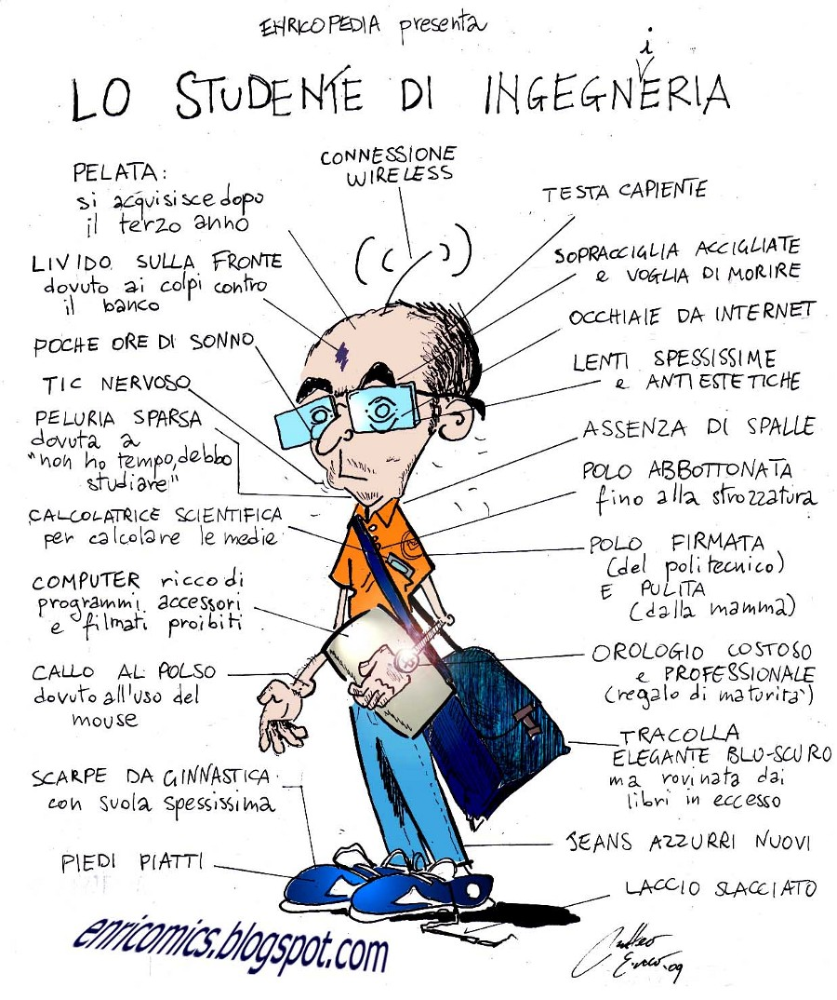 ENRICOPEDIA presenta
LO STUDENTE DI INGEGNERIA
i
PELATA:
si acquisisce dopo
il terzo anno
LIVIDO SULLA FRONTE
dovuto ai colpi contro
il banco
POCHE ORE DI SONNO
TIC NERVOSO
PELURIA SPARSA
dovuta a
"non ho tempo, debbo
studiare"
CALCOLATRICE SCIENTIFICA
per calcolare le medie
COMPUTER ricco di
programmi, accessori
e filmati proibiti
CALLO AL POLSO
dovuto all'uso del
mouse
SCARPE DA GINNASTICA
con suola spessissima
PIEDI PIATTI
CONNESSIONE
WIRELESS
TESTA CAPIENTE
SOPRACCIGLIA ACCIGLIATE
e VOGLIA DI MORIRE
OCCHIAIE DA INTERNET
LENTI SPESSISSIME
e ANTIESTETICHE
ASSENZA DI SPALLE
POLO ABBOTTONATA
fino alla strozzatura
POLO FIRMATA
(del politecnico)
E PULITA
(dalla mamma)
OROLOGIO COSTOSO
e PROFESSIONALE
(regalo di maturità)
TRACOLLA
ELEGANTE BLU-SCURO
ma rovinata dai
libri in eccesso
JEANS AZZURRI NUOVI
LACCIO SLACCIATO
enricomics.blogspot.com
09